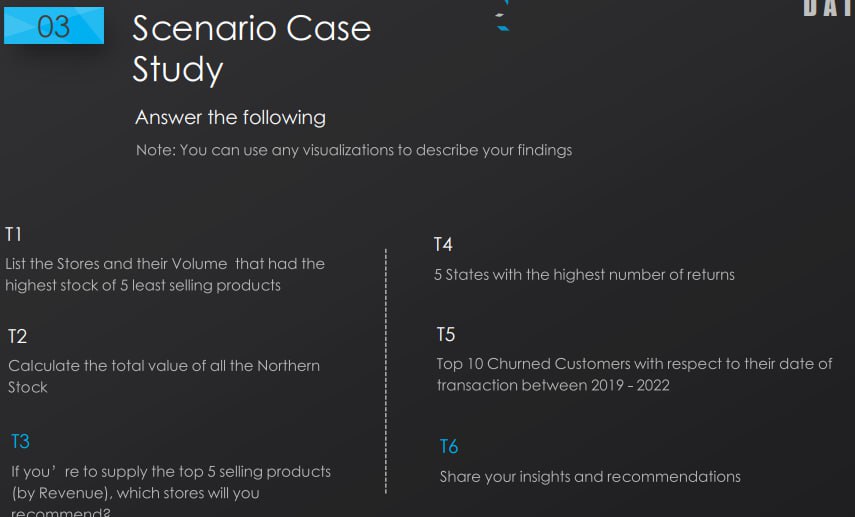 03
Scenario Case
Study
Answer the following
Note: You can use any visualizations to describe your findings
T1
List the Stores and their Volume  that had the
highest stock of 5 least selling products
T2
Calculate the total value of all the Northern
Stock
T3
If you’ re to supply the top 5 selling products
(by Revenue), which stores will you
recommend?
T4
5 States with the highest number of returns
T5
Top 10 Churned Customers with respect to their date of
transaction between 2019 - 2022
T6
Share your insights and recommendations